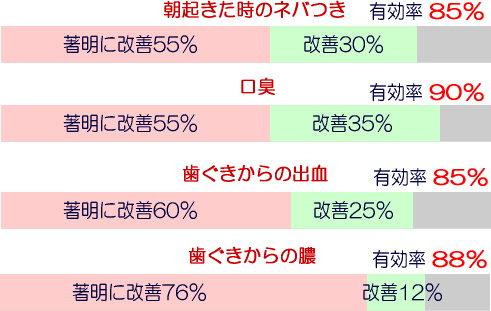 朝起きた時のネバつき 有効率 85%
著明に改善55% 改善30%
口臭 有効率 90%
著明に改善55% 改善35%
歯ぐきからの出血 有効率 85%
著明に改善60% 改善25%
歯ぐきからの膿 有効率 88%
著明に改善76% 改善12%